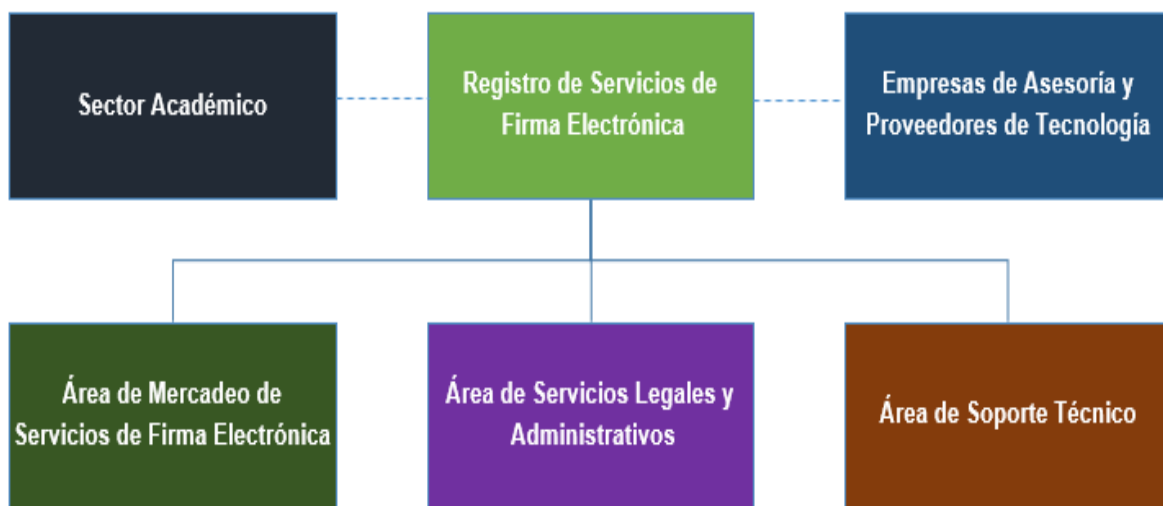 Sector Académico
Registro de Servicios de
Firma Electrónica
Empresas de Asesoría y
Proveedores de Tecnología
Área de Mercadeo de
Servicios de Firma Electrónica
Área de Servicios Legales y
Administrativos
Área de Soporte Técnico